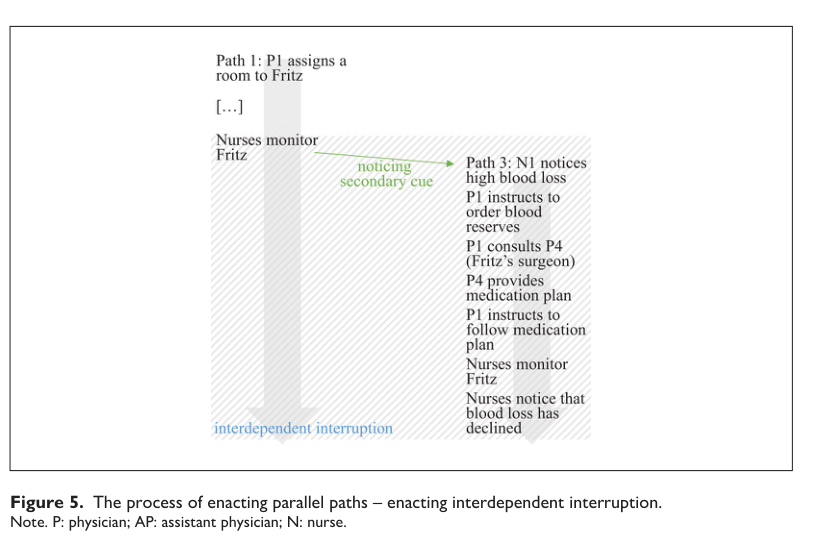 Path 1: P1 assigns a
room to Fritz
[…]
Nurses monitor
Fritz
noticing
secondary cue
Path 3: N1 notices
high blood loss
P1 instructs to
order blood
reserves
P1 consults P4
(Fritz's surgeon)
P4 provides
medication plan
P1 instructs to
follow medication
plan
Nurses monitor
Fritz
Nurses notice that
blood loss has
declined
interdependent interruption
Figure 5. The process of enacting parallel paths – enacting interdependent interruption.
Note. P: physician; AP: assistant physician; N: nurse.